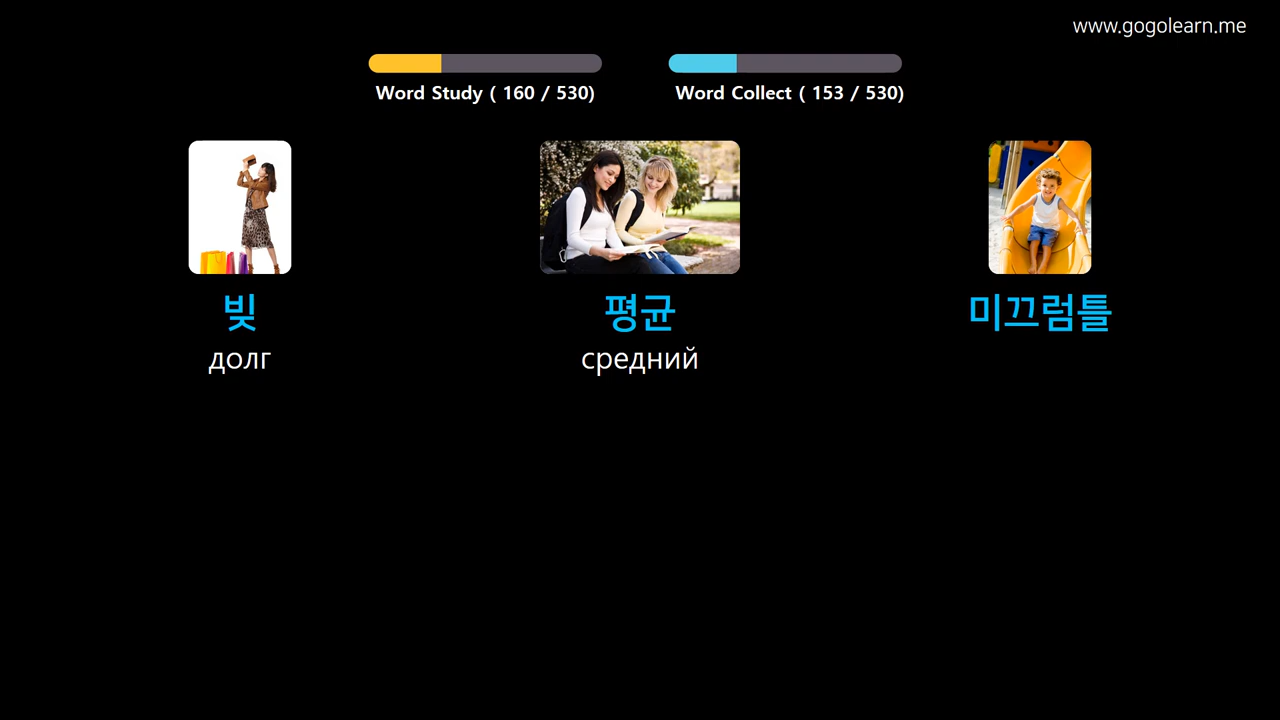 www.gogolearn.me
Word Study ( 160 / 530)
Word Collect ( 153 / 530)
빚
평균
미끄럼틀
долг
средний